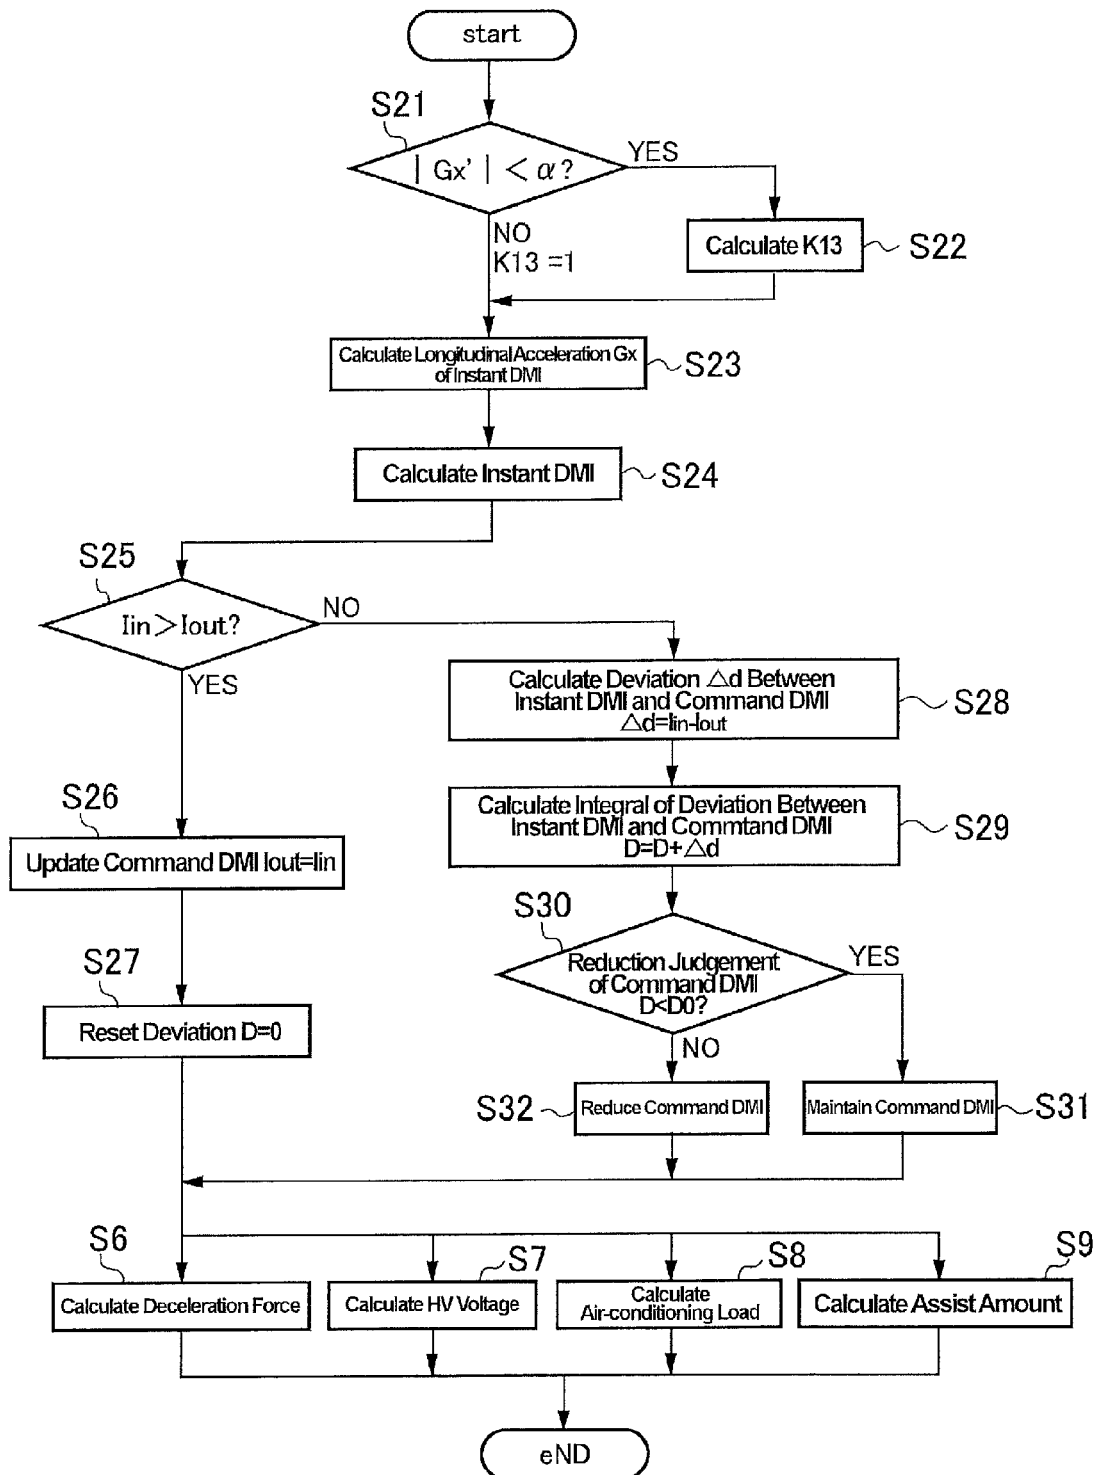 start
S21
| Gx' | < α?
YES
NO
K13 =1
Calculate K13
S22
Calculate Longitudinal Acceleration Gx
of Instant DMI
S23
Calculate Instant DMI
S24
S25
Iin>Iout?
NO
YES
Calculate Deviation △d Between
Instant DMI and Command DMI
△d=Iin-Iout
S28
S26
Update Command DMI Iout=Iin
Calculate Integral of Deviation Between
Instant DMI and Commtand DMI
D=D+△d
S29
S27
Reset Deviation D=0
S30
Reduction Judgement
of Command DMI
D<D0?
YES
NO
S32
Reduce Command DMI
Maintain Command DMI
S31
S6
Calculate Deceleration Force
S7
Calculate HV Voltage
S8
Calculate
Air-conditioning Load
S9
Calculate Assist Amount
eND